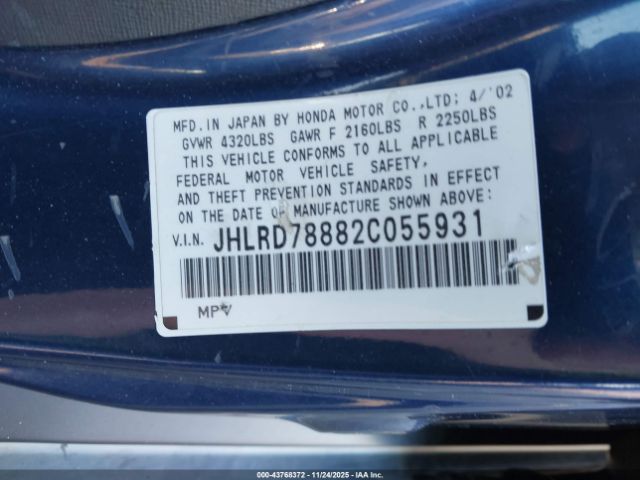 MFD. IN JAPAN BY HONDA MOTOR CO.,LTD; 4/'02
GVWR 4320LBS GAWR F 2160LBS R 2250LBS
THIS VEHICLE CONFORMS TO ALL APPLICABLE
FEDERAL MOTOR VEHICLE SAFETY,
AND THEFT PREVENTION STANDARDS IN EFFECT
ON THE DATE OF MANUFACTURE SHOWN ABOVE:
V.I.N. JHLRD78882C055931
MPV
000-43768372 - 11/24/2025 - IAA Inc.